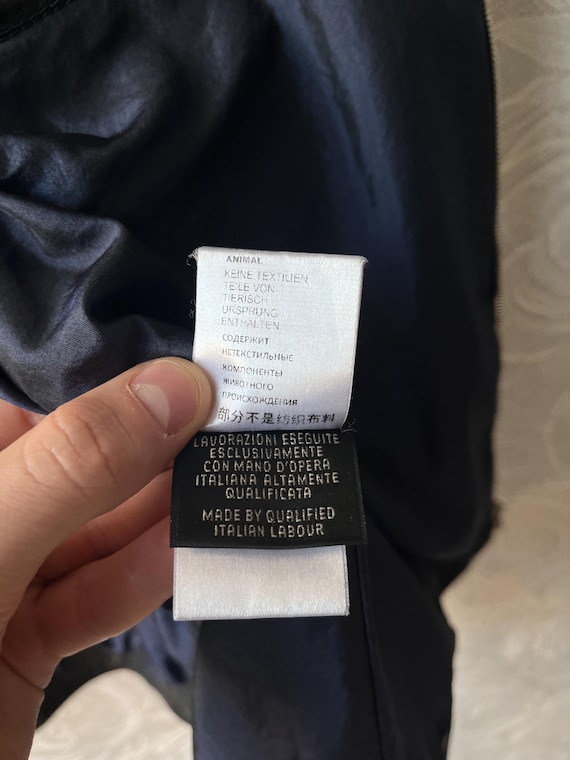 ANIMAL
KEINE TEXTILIEN
TEILE VON
TIERISCH
URSPRUNG
ENTHALTEN
СОДЕРЖИТ
НЕТЕКСТИЛЬНЫЕ
КОМПОНЕНТЫ
ЖИВОТНОГО
ПРОИСХОЖДЕНИЯ
部分不是纺织布料
LAVORAZIONI ESEGUITE
ESCLUSIVAMENTE
CON MANO D'OPERA
ITALIANA ALTAMENTE
QUALIFICATA
MADE BY QUALIFIED
ITALIAN LABOUR